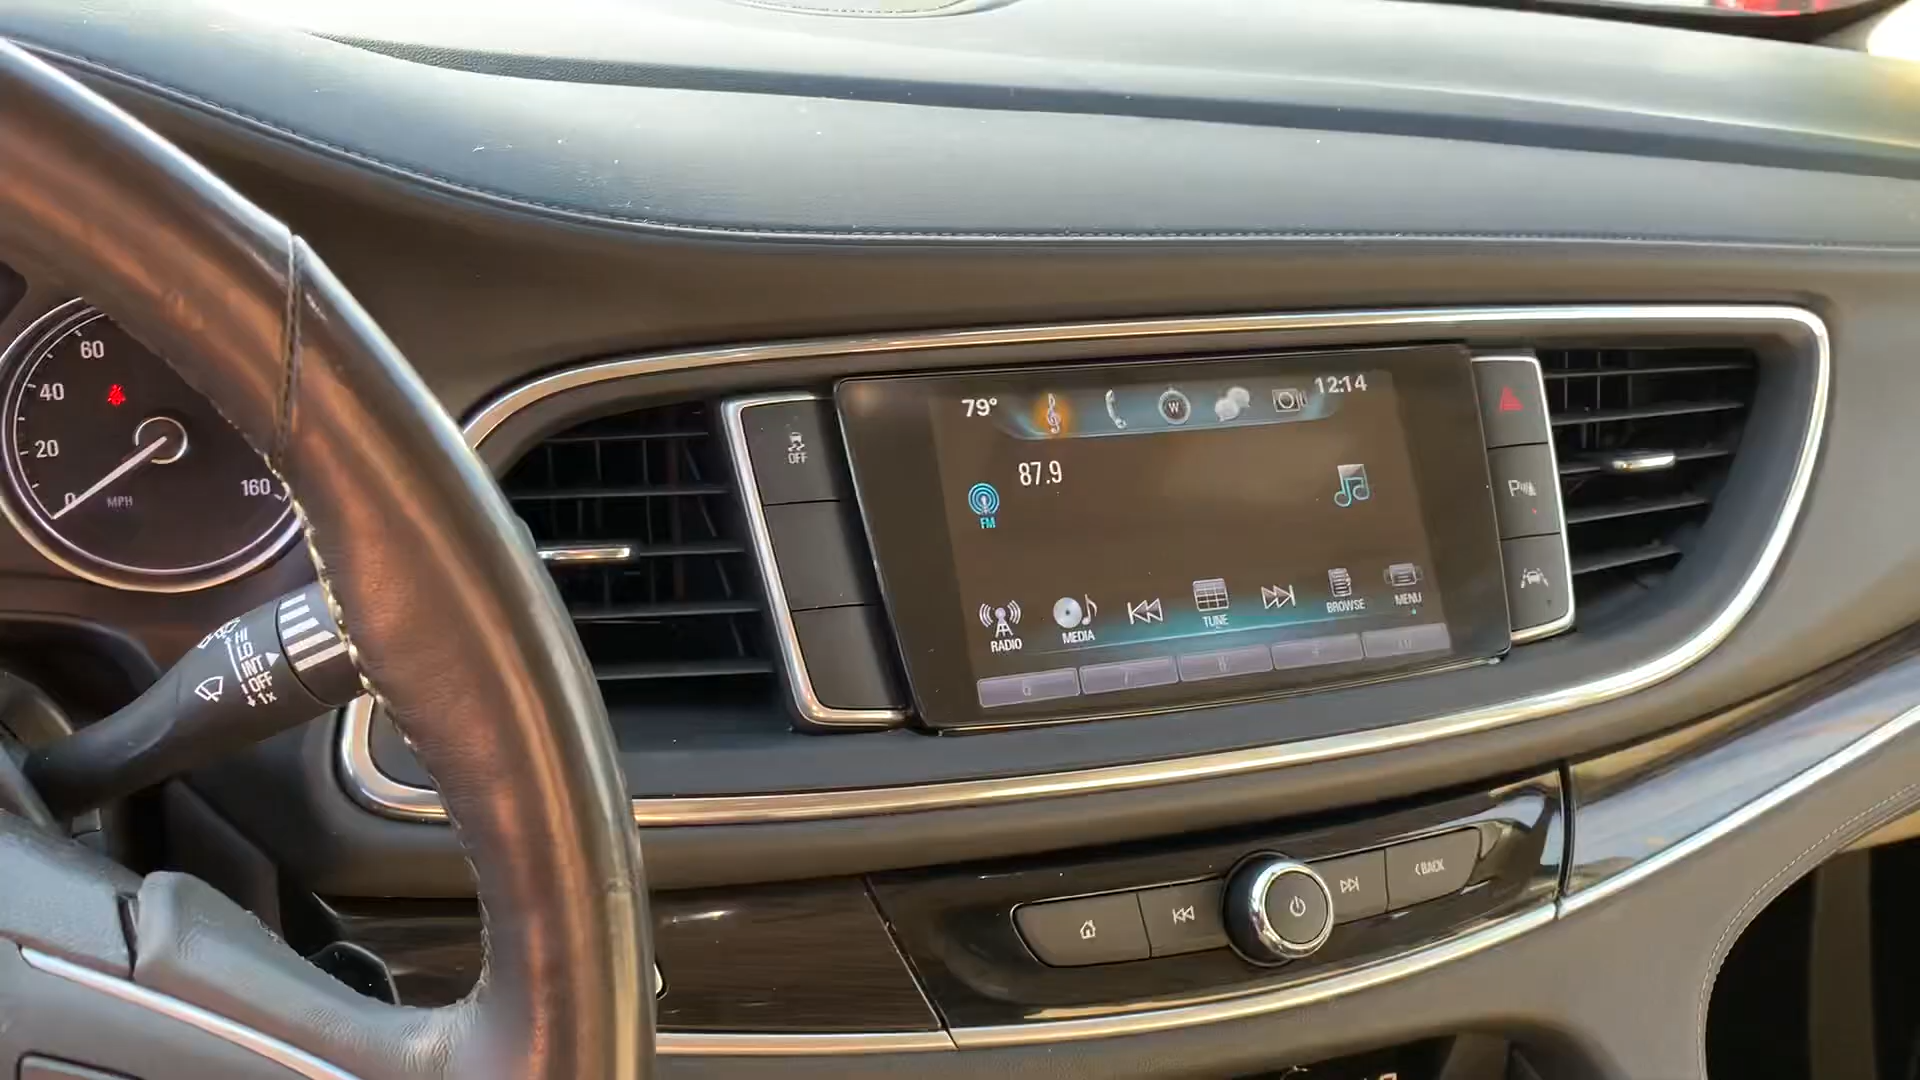 60
40
20
0
MPH
160
HI
LO
INT
OFF
1x
OFF
79°
W
12:14
87.9
FM
RADIO
MEDIA
TUNE
BROWSE
MENU
P
BACK